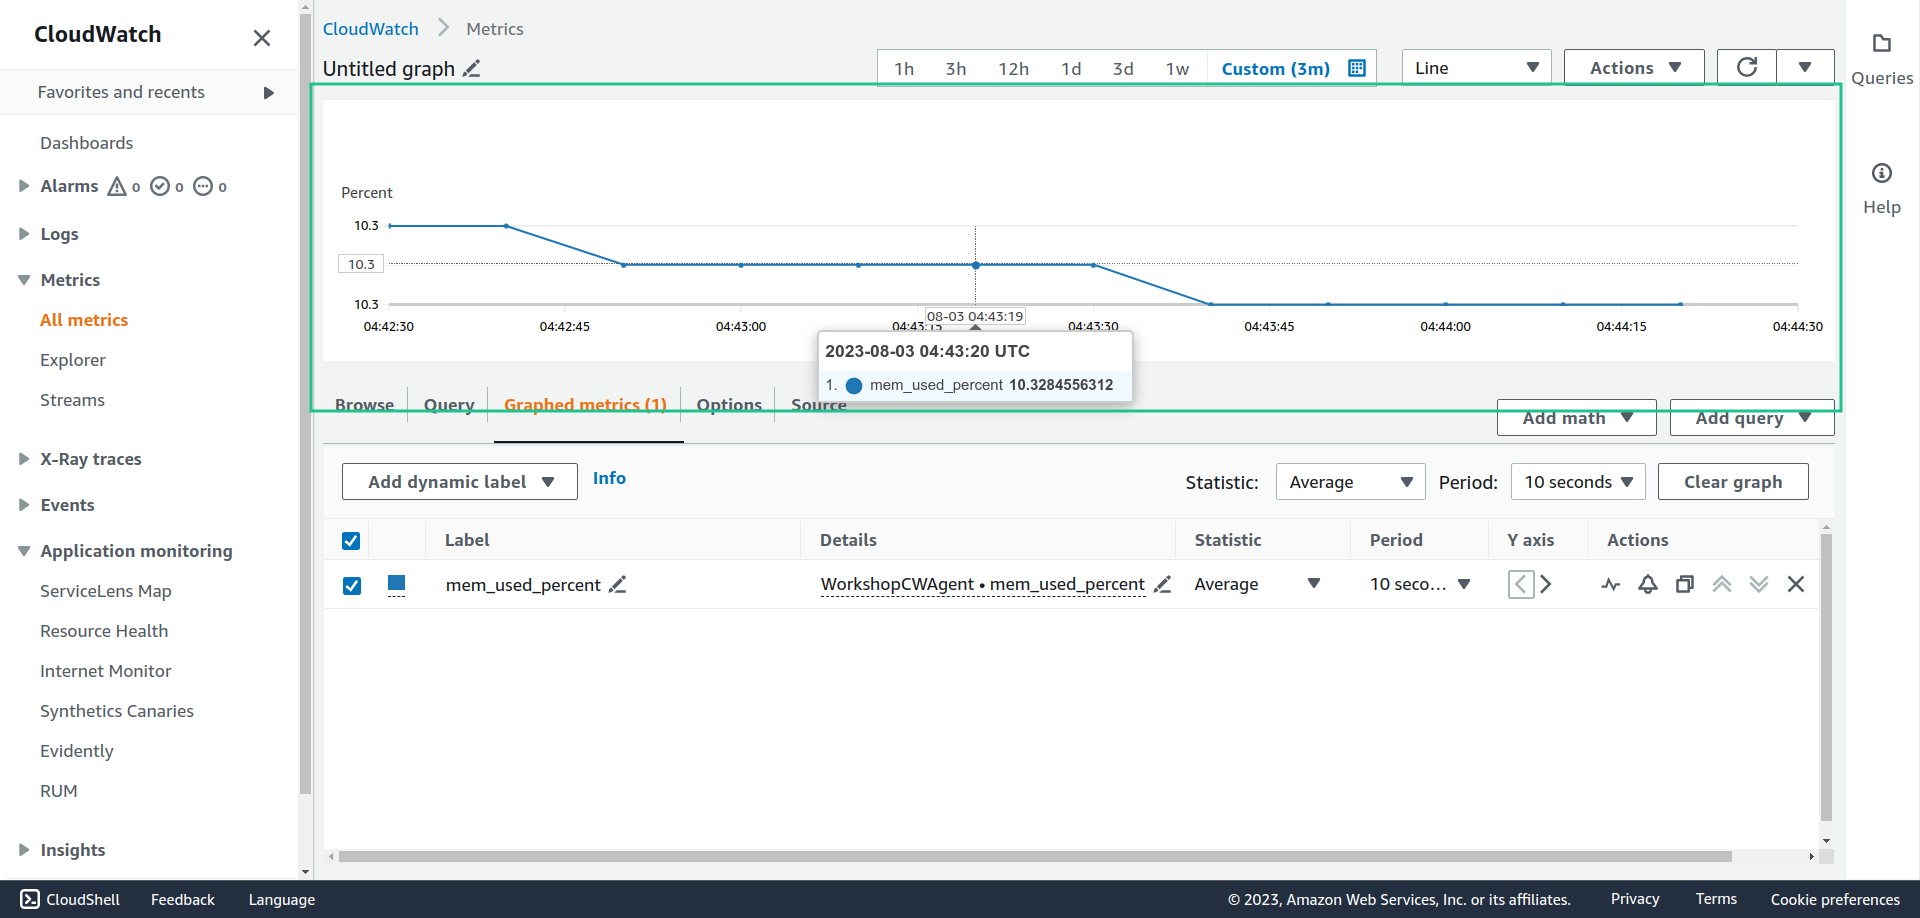 CloudWatch
Favorites and recents
Dashboards
Alarms 0 0 0
Logs
Metrics
All metrics
Explorer
Streams
X-Ray traces
Events
Application monitoring
ServiceLens Map
Resource Health
Internet Monitor
Synthetics Canaries
Evidently
RUM
Insights
CloudWatch Metrics
Untitled graph
1h 3h 12h 1d 3d 1w Custom (3m) Line Actions
Percent
10.3
10.3
10.3
04:42:30 04:42:45 04:43:00 04:43:15 04:43:30 04:43:45 04:44:00 04:44:15 04:44:30
08-03 04:43:19
2023-08-03 04:43:20 UTC
1. mem_used_percent 10.3284556312
Browse Query Graphed metrics (1) Options Source
Add math Add query
Add dynamic label Info Statistic: Average Period: 10 seconds Clear graph
Label Details Statistic Period Y axis Actions
mem_used_percent WorkshopCWAgent • mem_used_percent Average 10 seco...
Queries
Help
CloudShell Feedback Language © 2023, Amazon Web Services, Inc. or its affiliates. Privacy Terms Cookie preferences